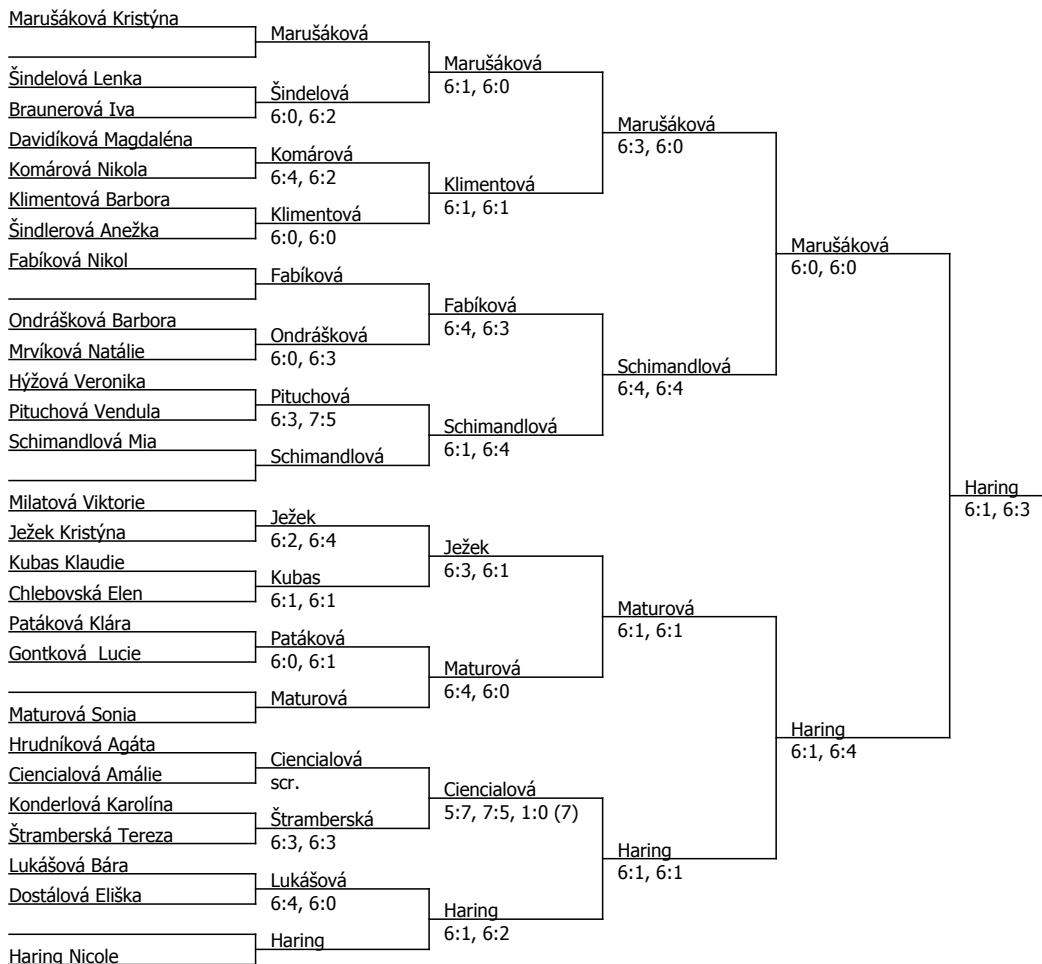 Marušáková Kristýna
Marušáková
Marušáková
6:1, 6:0
Šindelová Lenka
Šindelová
6:0, 6:2
Braunerová Iva
Marušáková
6:3, 6:0
Davidíková Magdaléna
Komárová
6:4, 6:2
Komárová Nikola
Klimentová
6:1, 6:1
Klimentová Barbora
Klimentová
6:0, 6:0
Šindlerová Anežka
Marušáková
6:0, 6:0
Fabíková Nikol
Fabíková
Fabíková
6:4, 6:3
Ondrášková Barbora
Ondrášková
6:0, 6:3
Mrvíková Natálie
Schimandlová
6:4, 6:4
Hýžová Veronika
Pituchová
6:3, 7:5
Pituchová Vendula
Schimandlová
6:1, 6:4
Schimandlová Mia
Schimandlová
Haring
6:1, 6:3
Milatová Viktorie
Ježek
6:2, 6:4
Ježek Kristýna
Ježek
6:3, 6:1
Kubas Klaudie
Kubas
6:1, 6:1
Chlebovská Elen
Maturová
6:1, 6:1
Patáková Klára
Patáková
6:0, 6:1
Gontková  Lucie
Maturová
6:4, 6:0
Maturová
Maturová Sonia
Haring
6:1, 6:4
Hrudníková Agáta
Ciencialová
scr.
Ciencialová Amálie
Ciencialová
5:7, 7:5, 1:0 (7)
Konderlová Karolína
Štramberská
6:3, 6:3
Štramberská Tereza
Haring
6:1, 6:1
Lukášová Bára
Lukášová
6:4, 6:0
Dostálová Eliška
Haring
6:1, 6:2
Haring
Haring Nicole